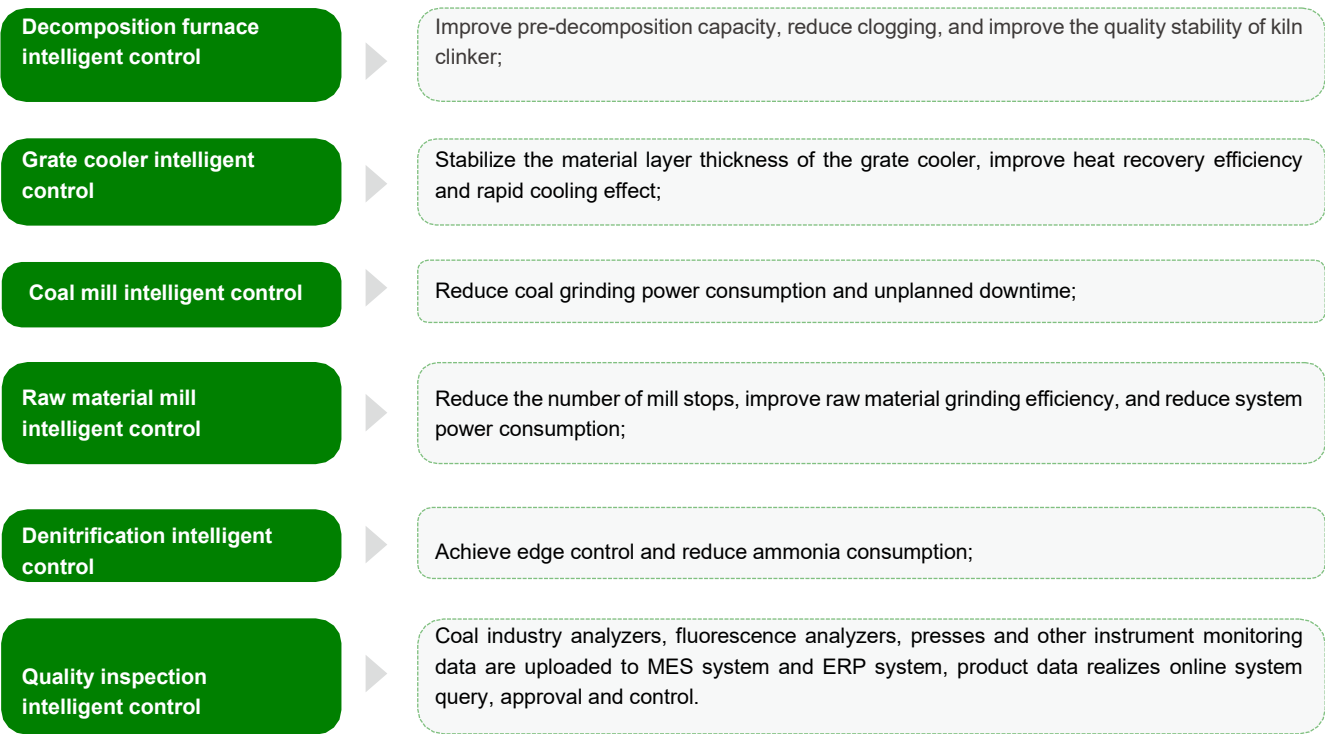 Decomposition furnace
intelligent control
Improve pre-decomposition capacity, reduce clogging, and improve the quality stability of kiln
clinker;
Grate cooler intelligent
control
Stabilize the material layer thickness of the grate cooler, improve heat recovery efficiency
and rapid cooling effect;
Coal mill intelligent control
Reduce coal grinding power consumption and unplanned downtime;
Raw material mill
intelligent control
Reduce the number of mill stops, improve raw material grinding efficiency, and reduce system
power consumption;
Denitrification intelligent
control
Achieve edge control and reduce ammonia consumption;
Quality inspection
intelligent control
Coal industry analyzers, fluorescence analyzers, presses and other instrument monitoring
data are uploaded to MES system and ERP system, product data realizes online system
query, approval and control.